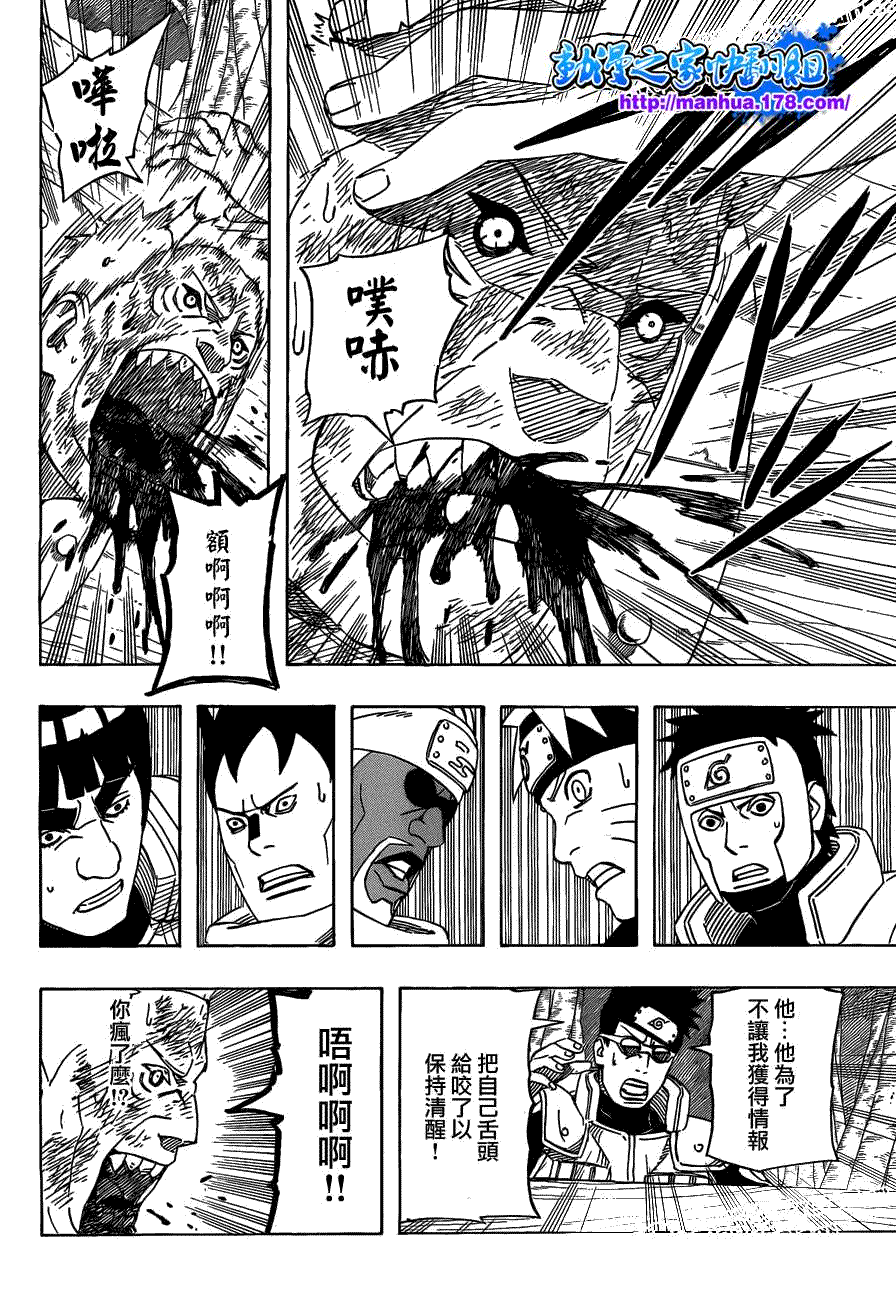 動漫之家快翻組
http://manhua.178.com/
噗哧
嘩啦
額啊啊啊!!
他…他為了
不讓我獲得情報
把自己舌頭
給咬了以
保持清醒!
唔啊啊啊!!
你瘋了麼!?